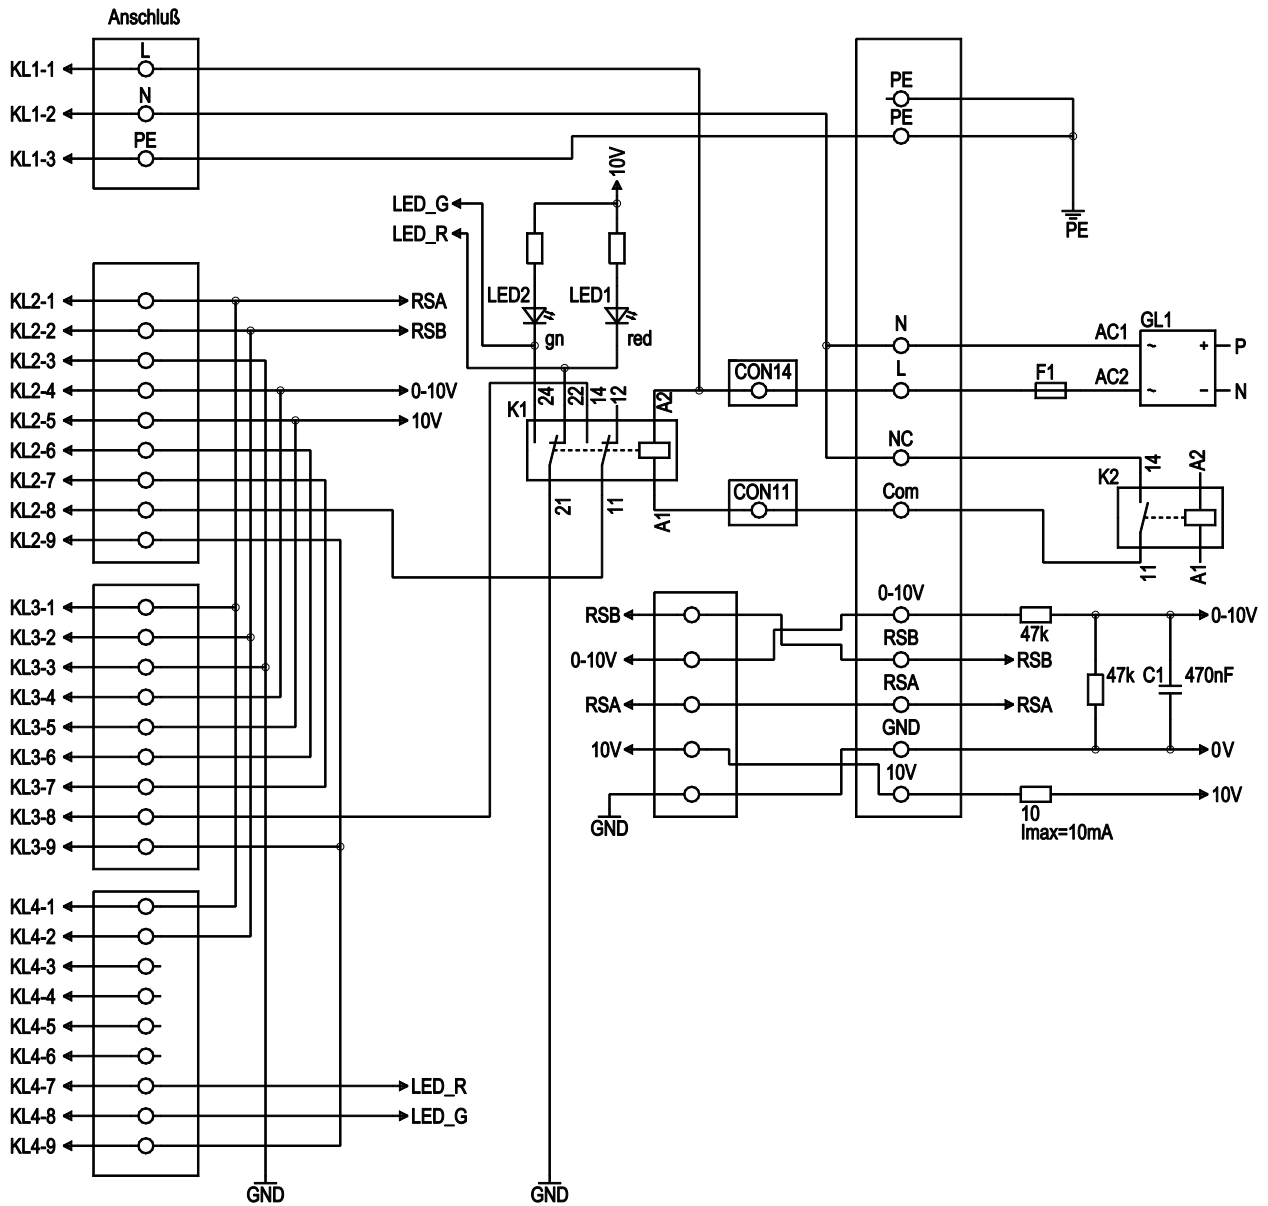 Anschluß
L
KL1-1
N
KL1-2
PE
KL1-3
PE
PE
PE
10V
LED_G
LED_R
LED2
LED1
gn
red
KL2-1
RSA
KL2-2
RSB
KL2-3
KL2-4
0-10V
KL2-5
10V
KL2-6
KL2-7
KL2-8
KL2-9
K1
24
22
14
12
A2
21
11
A1
CON14
CON11
N
L
NC
Com
AC1
AC2
F1
GL1
~
+
P
~
-
N
K2
14
A2
11
A1
KL3-1
KL3-2
KL3-3
KL3-4
KL3-5
KL3-6
KL3-7
KL3-8
KL3-9
RSB
0-10V
RSA
10V
GND
0-10V
RSB
RSA
GND
10V
47k
0-10V
RSB
47k
C1
470nF
RSA
0V
10V
10
Imax=10mA
KL4-1
KL4-2
KL4-3
KL4-4
KL4-5
KL4-6
KL4-7
LED_R
KL4-8
LED_G
KL4-9
GND
GND